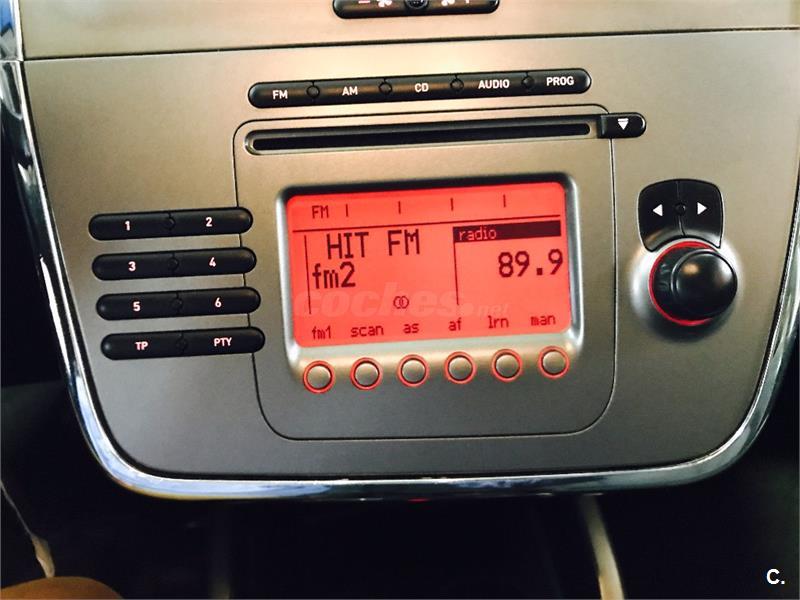 FM AM CD AUDIO PROG
1 2
3 4
5 6
TP PTY
FM
HIT FM
radio
fm2
89.9
coches.net
fm1 scan as af lrn man
C.